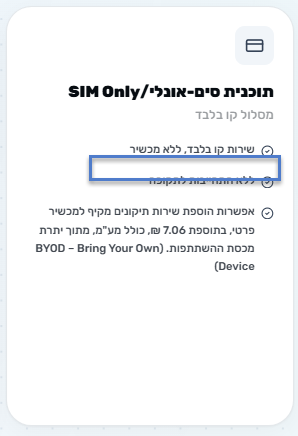 תוכנית סים-אונלי/SIM Only
מסלול קו בלבד
שירות קו בלבד, ללא מכשיר
ללא התחייבות לתקופה
אפשרות הוספת שירות תיקונים מקיף למכשיר
פרטי, בתוספת 7.06 ₪, כולל מע"מ, מתוך יתרת
מכסת ההשתתפות. (BYOD – Bring Your Own
Device)